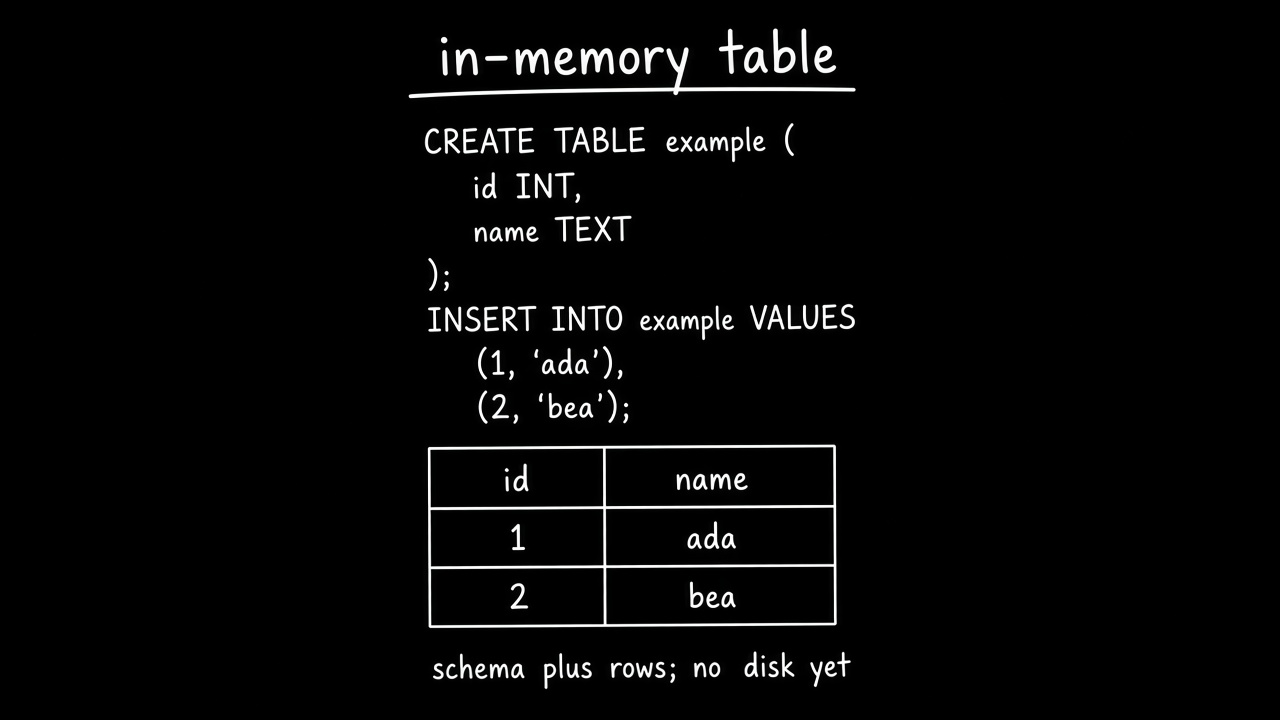 in-memory table
CREATE TABLE example (
id INT,
name TEXT
);
INSERT INTO example VALUES
(1, ‘ada’),
(2, ‘bea’);
id name
1 ada
2 bea
schema plus rows; no disk yet